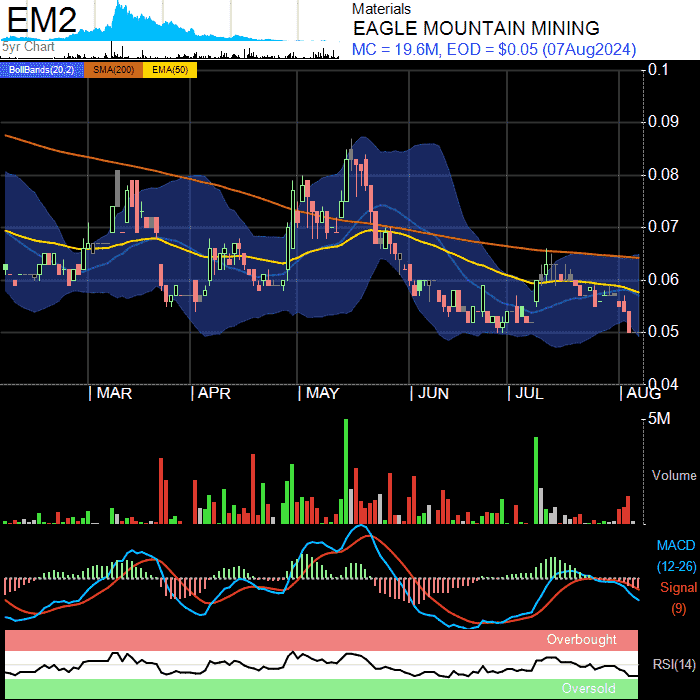 EM2
5yr Chart
Materials
EAGLE MOUNTAIN MINING
MC = 19.6M, EOD = $0.05 (07Aug2024)
BollBands(20,2) SMA(200) EMA(50)
0.1
0.09
0.08
0.07
0.06
0.05
0.04
MAR APR MAY JUN JUL AUG
5M
Volume
MACD
(12-26)
Signal
(9)
Overbought
RSI(14)
Oversold